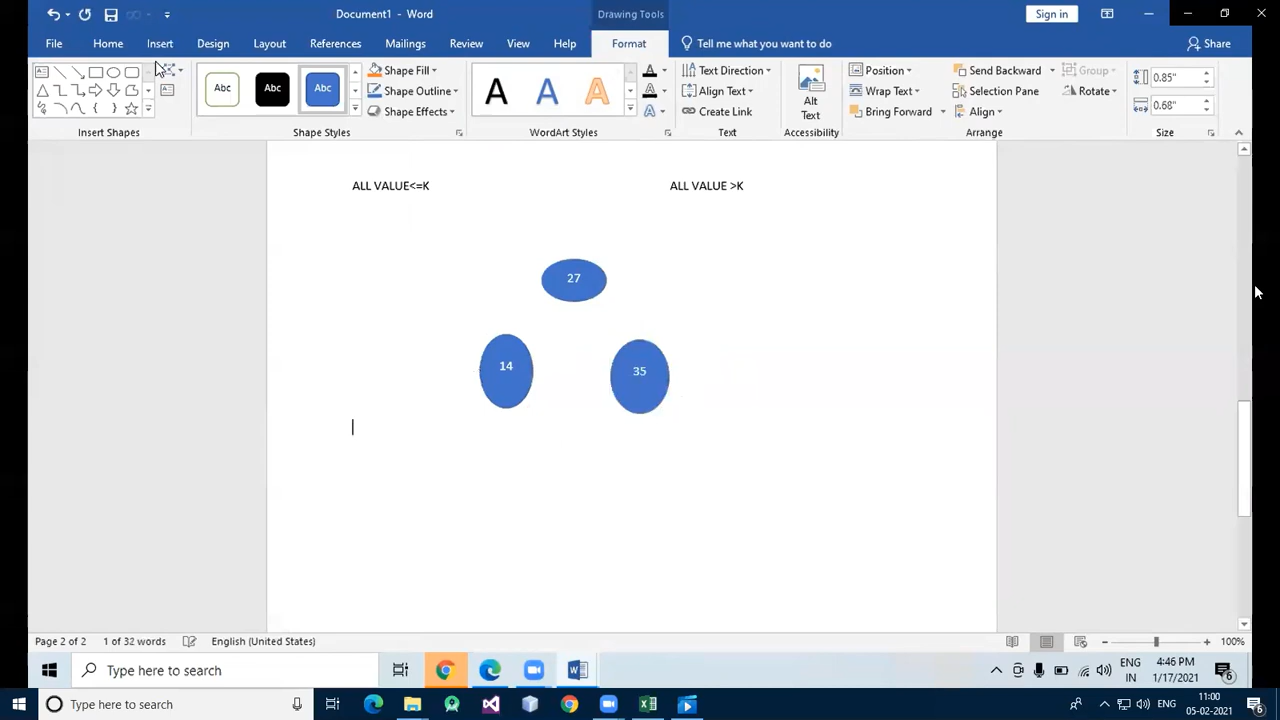 Document1 - Word
Drawing Tools
Sign in
File
Home
Insert
Design
Layout
References
Mailings
Review
View
Help
Format
Tell me what you want to do
Share
Abc
Abc
Abc
Shape Fill
Shape Outline
Shape Effects
A
A
A
A
A
A
Text Direction
Align Text
Create Link
Alt
Text
Position
Wrap Text
Bring Forward
Send Backward
Selection Pane
Align
Group
Rotate
0.85"
0.68"
Insert Shapes
Shape Styles
WordArt Styles
Text
Accessibility
Arrange
Size
ALL VALUE<=K
ALL VALUE >K
27
14
35
Page 2 of 2
1 of 32 words
English (United States)
100%
Type here to search
ENG
IN
4:46 PM
1/17/2021
6
Type here to search
ENG
11:00
05-02-2021
6